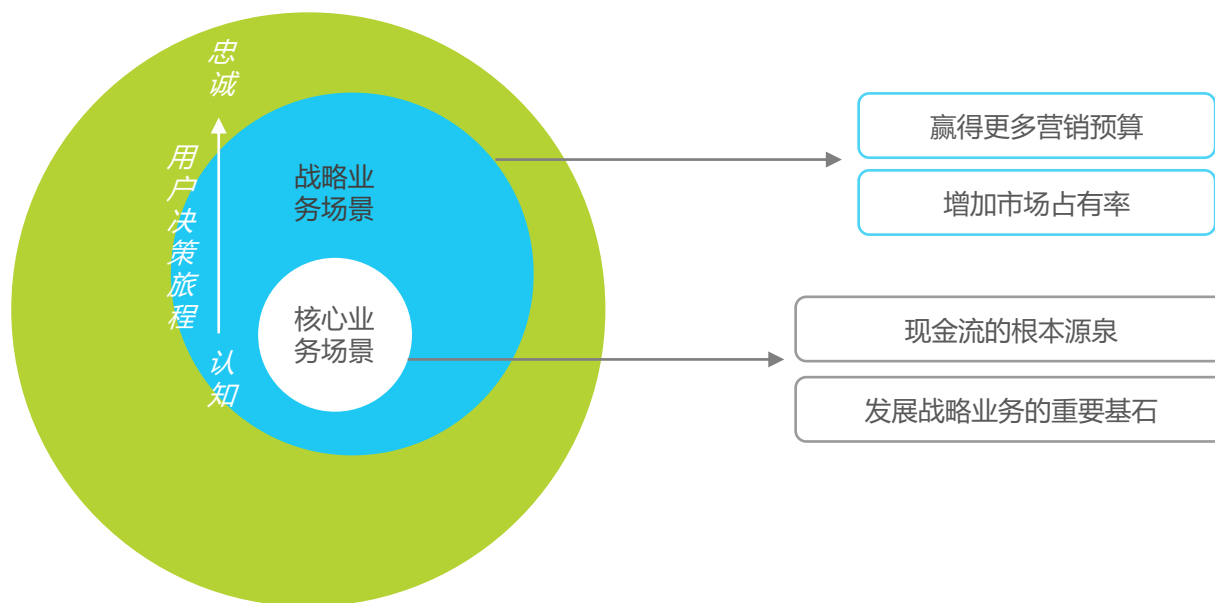 忠诚
用户决策旅程
认知
战略业
务场景
核心业
务场景
赢得更多营销预算
增加市场占有率
现金流的根本源泉
发展战略业务的重要基石